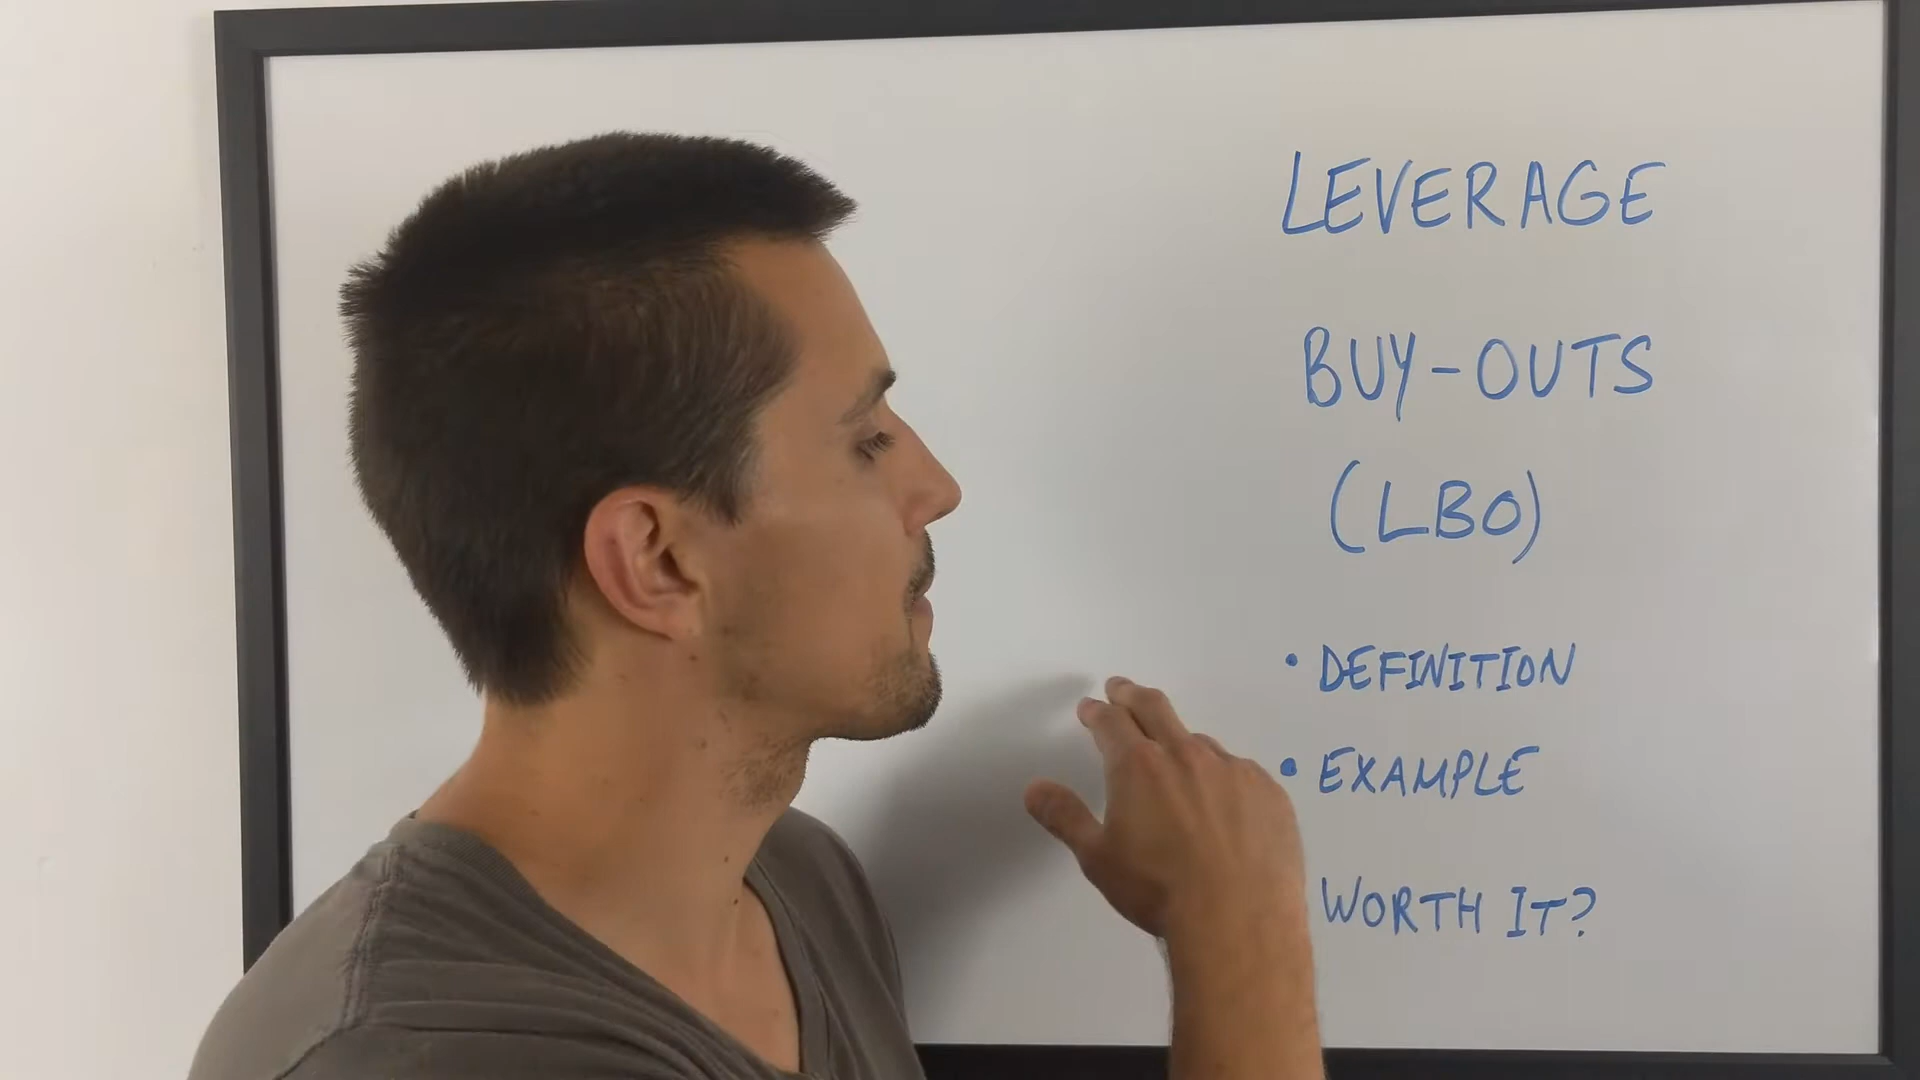 LEVERAGE
BUY-OUTS
(LBO)
• DEFINITION
• EXAMPLE
WORTH IT?